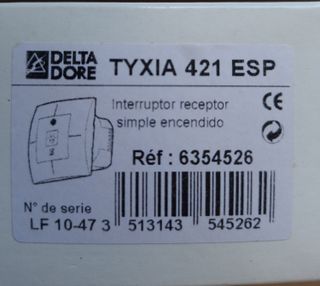 DELTA DORE
TYXIA 421 ESP
Interruptor receptor
simple encendido
CE
Réf : 6354526
N° de serie
LF 10-47 3 513143 545262